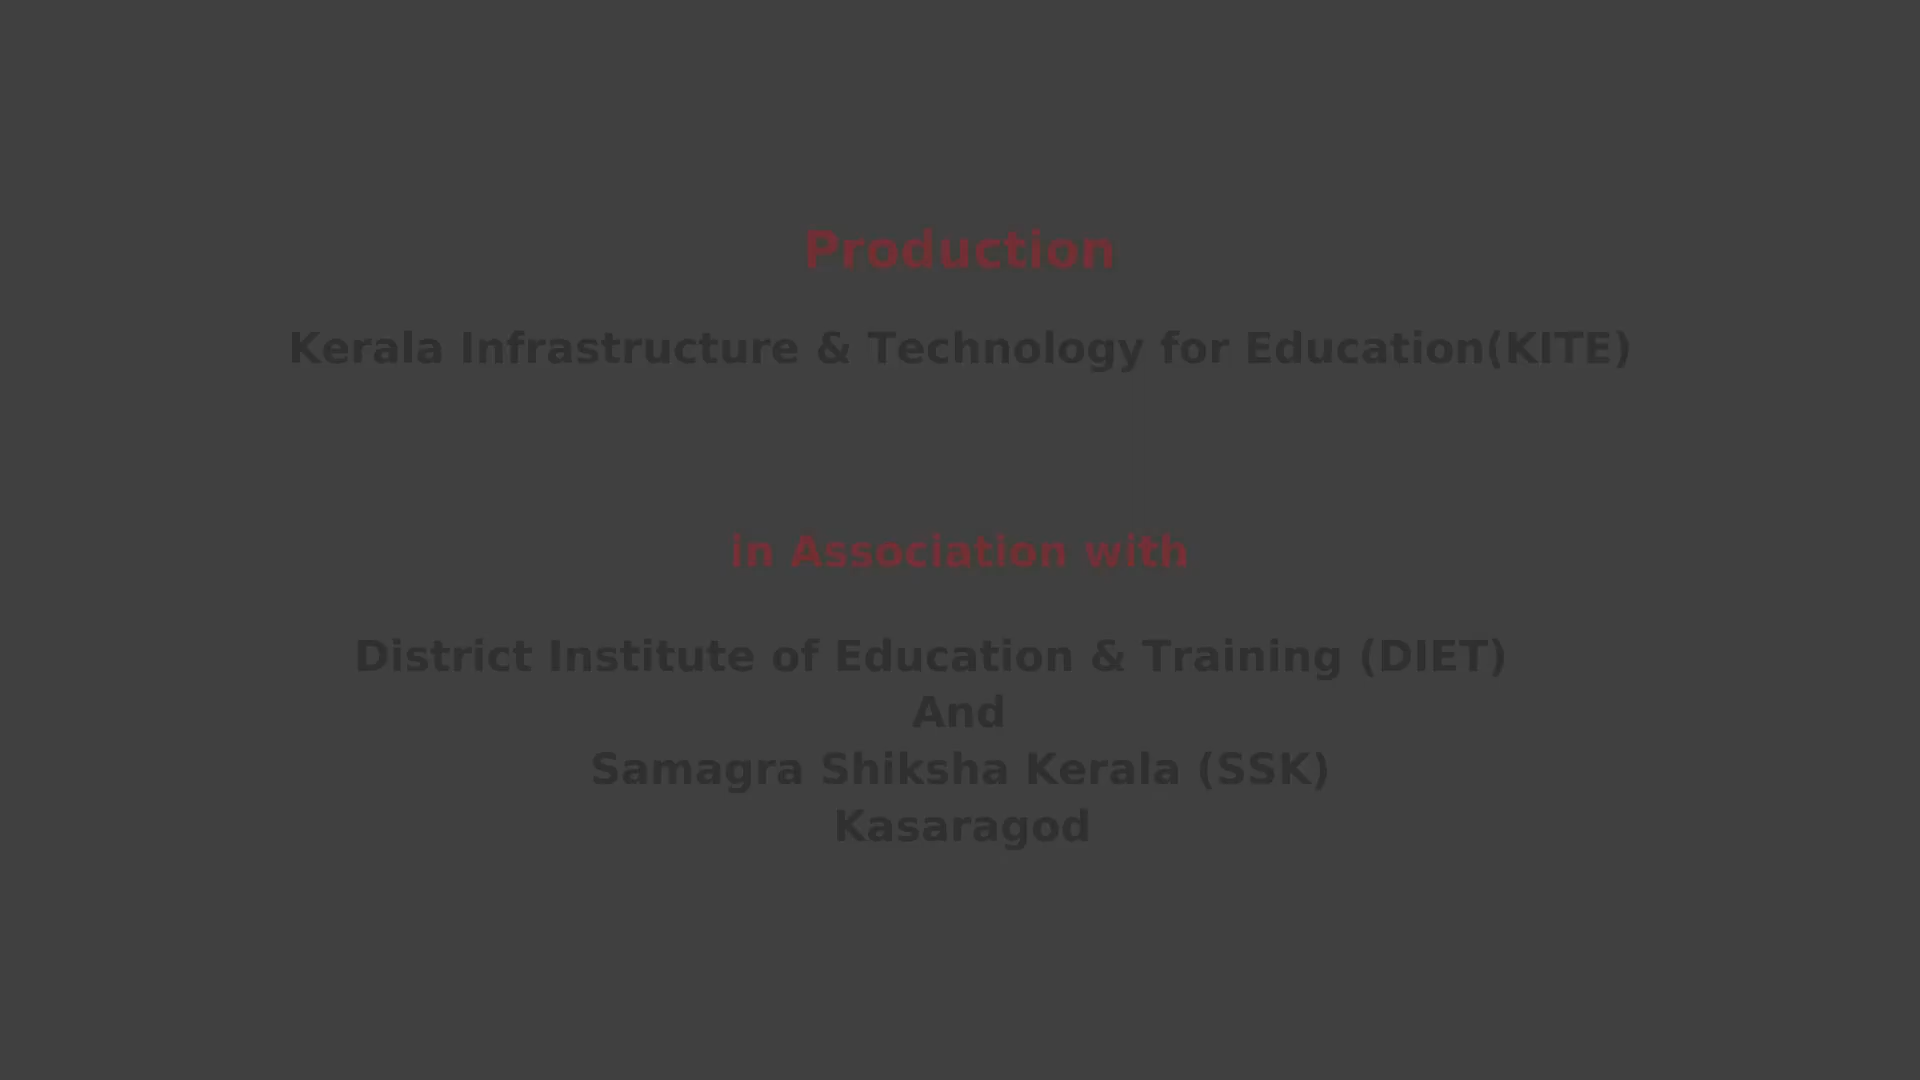 Production
Kerala Infrastructure & Technology for Education(KITE)
in Association with
District Institute of Education & Training (DIET)
And
Samagra Shiksha Kerala (SSK)
Kasaragod